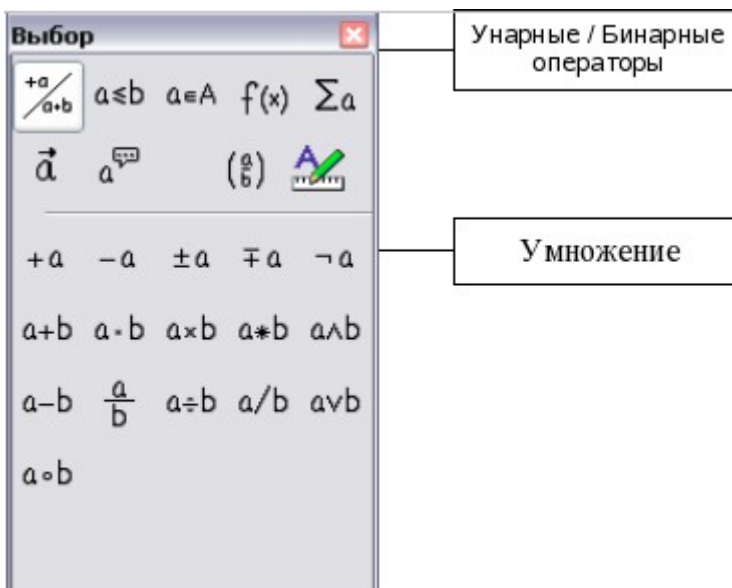 Выбор
Унарные / Бинарные
операторы
+a/a+b a≤b a∈A f(x) Σa
a⃗ a (a/b) A
Умножение
+a −a ±a ∓a ¬a
a+b a·b a×b a∗b a∧b
a−b a/b a÷b a/b a∨b
a∘b